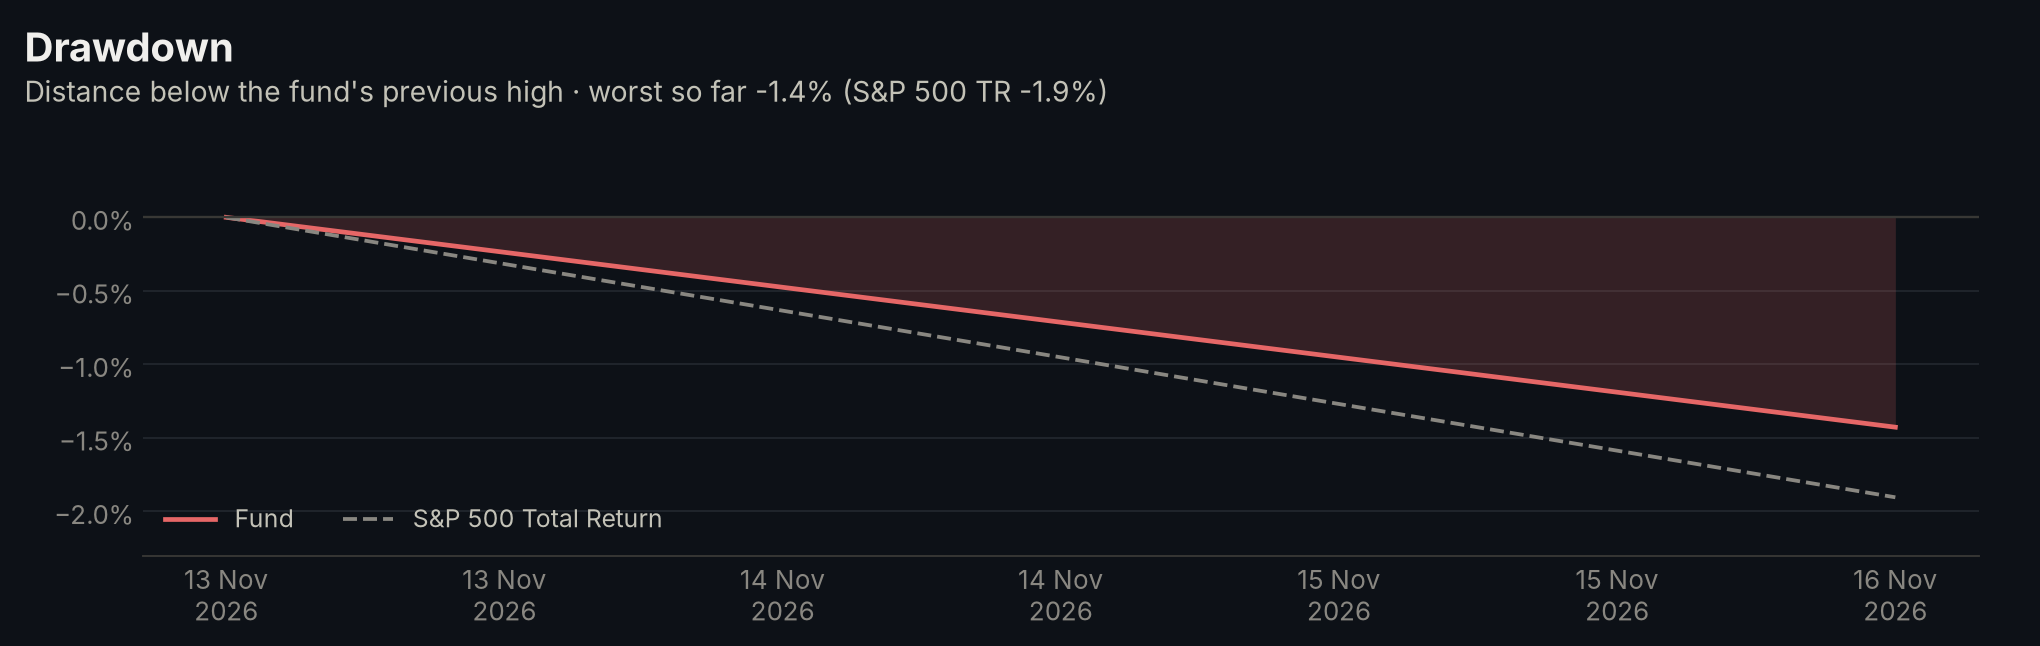 Drawdown
Distance below the fund's previous high · worst so far -1.4% (S&P 500 TR -1.9%)
0.0%
−0.5%
−1.0%
−1.5%
−2.0%
Fund
S&P 500 Total Return
13 Nov
2026
13 Nov
2026
14 Nov
2026
14 Nov
2026
15 Nov
2026
15 Nov
2026
16 Nov
2026